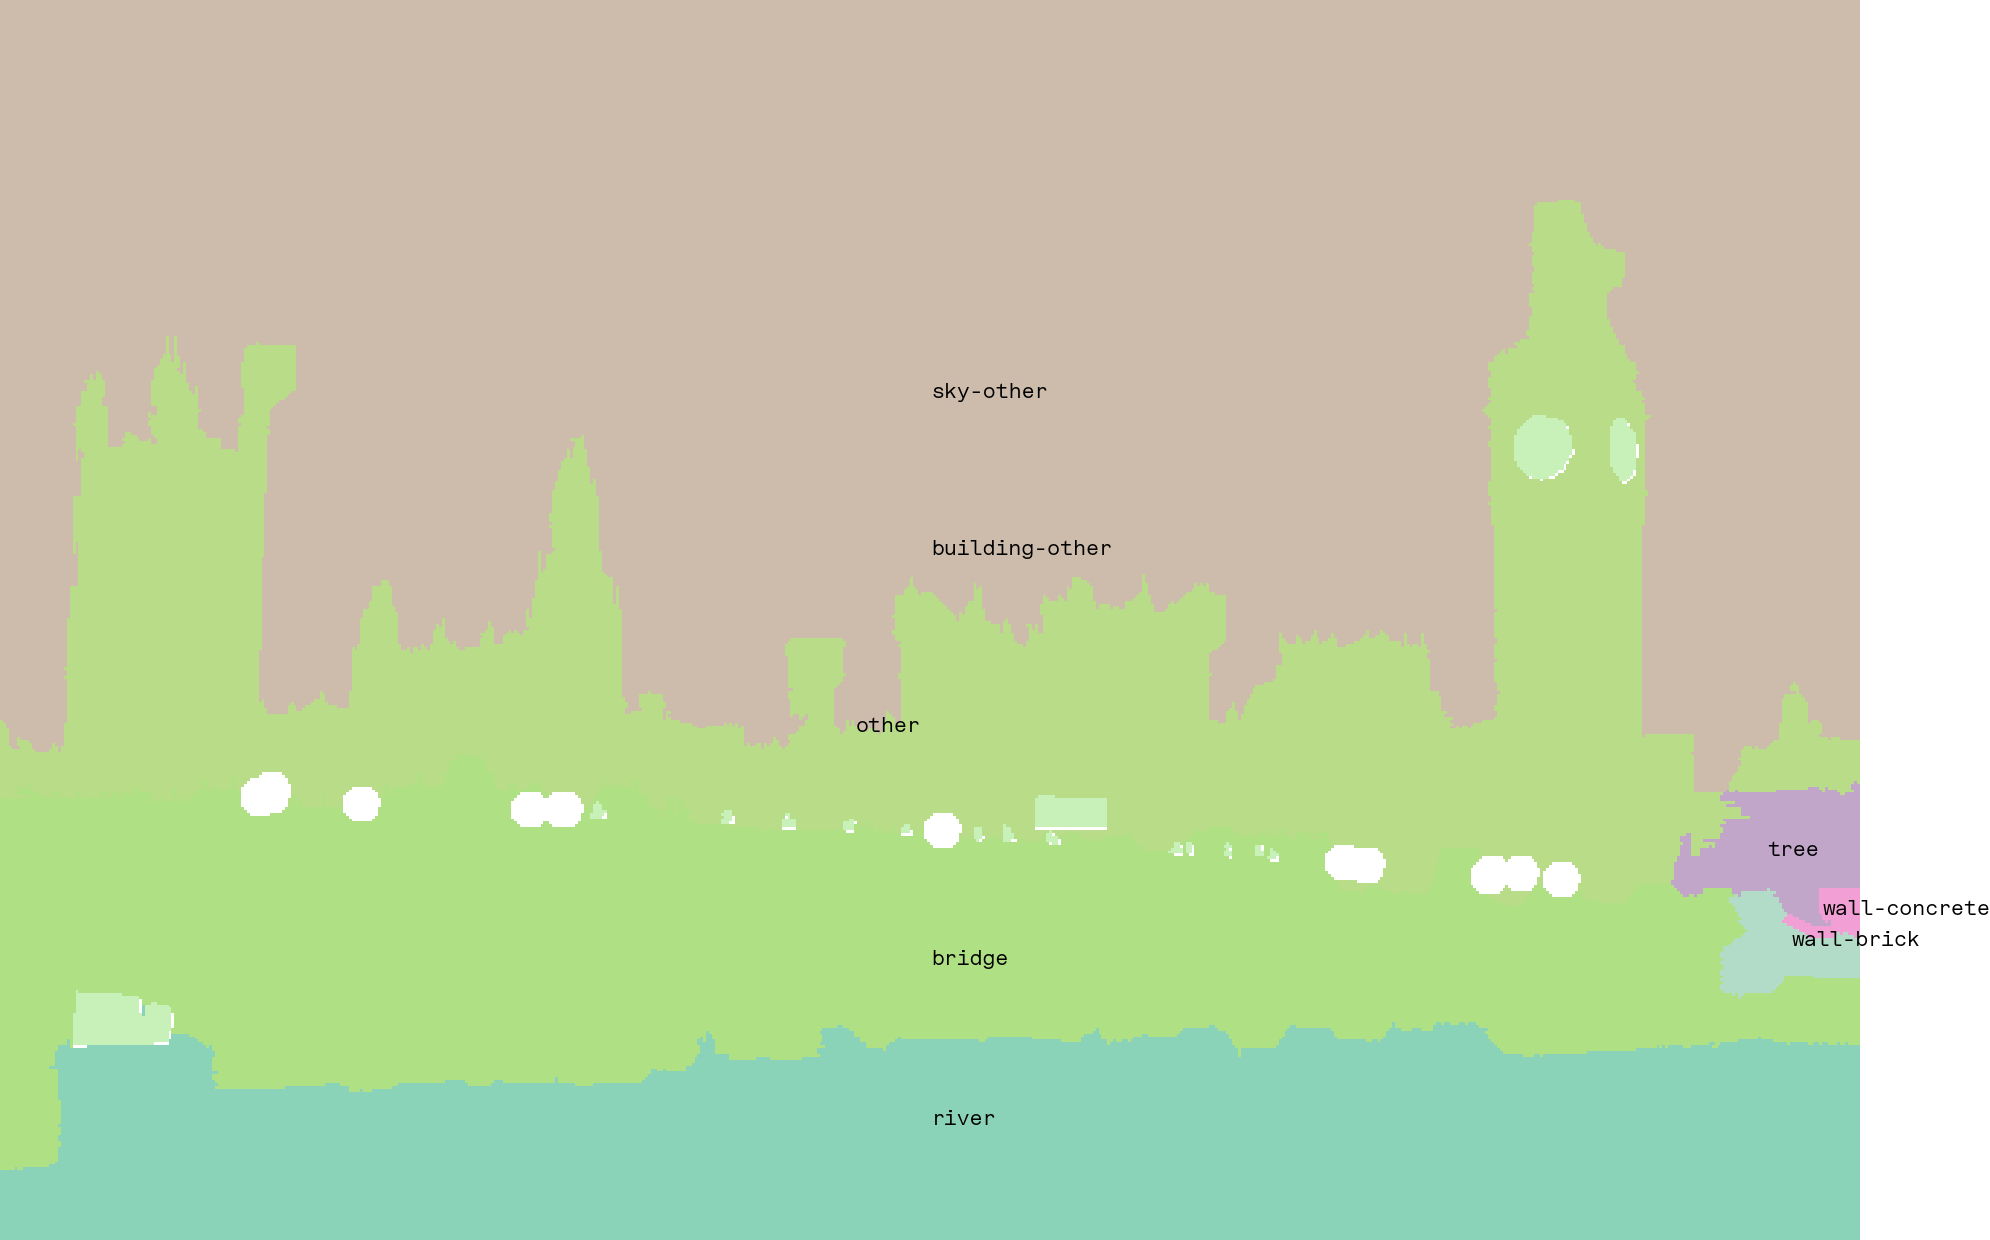 sky-other
building-other
other
tree
wall-concrete
wall-brick
bridge
river